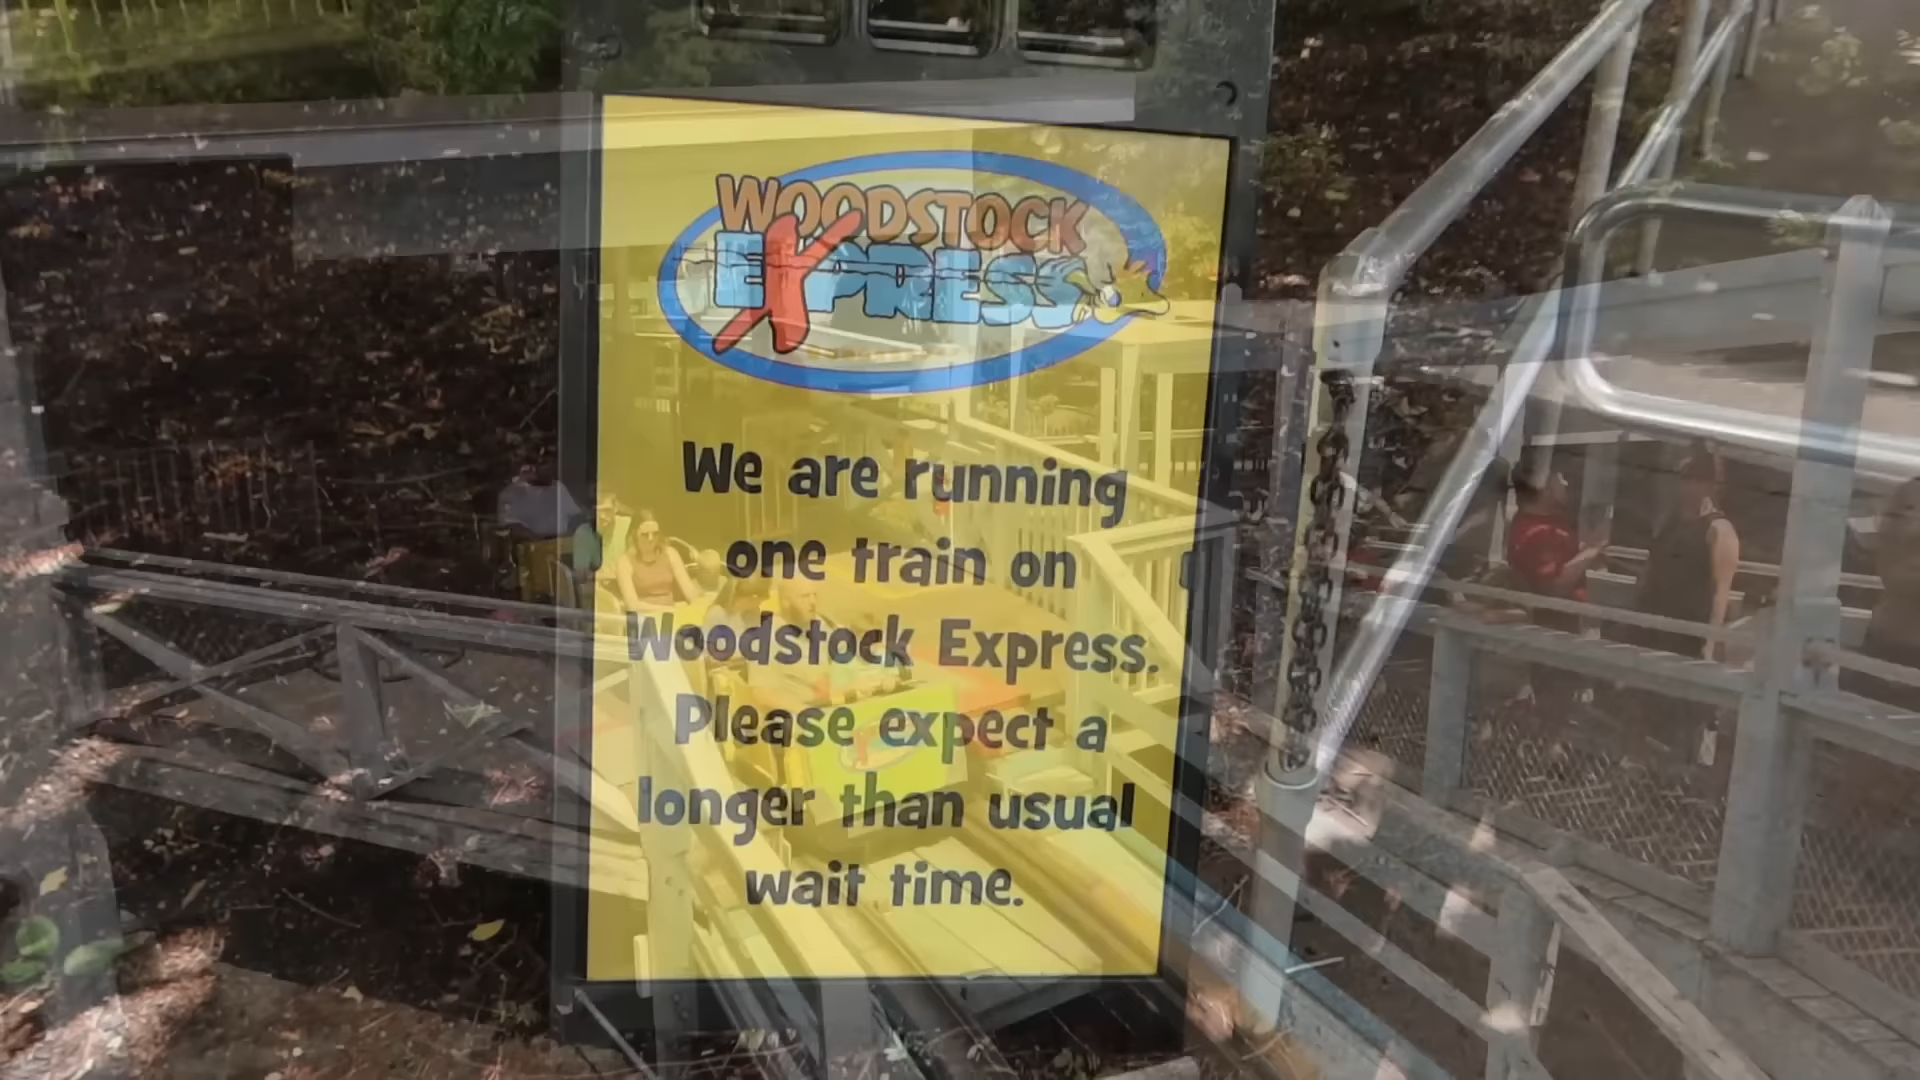 WOODSTOCK
EXPRESS
We are running
one train on
Woodstock Express.
Please expect a
longer than usual
wait time.